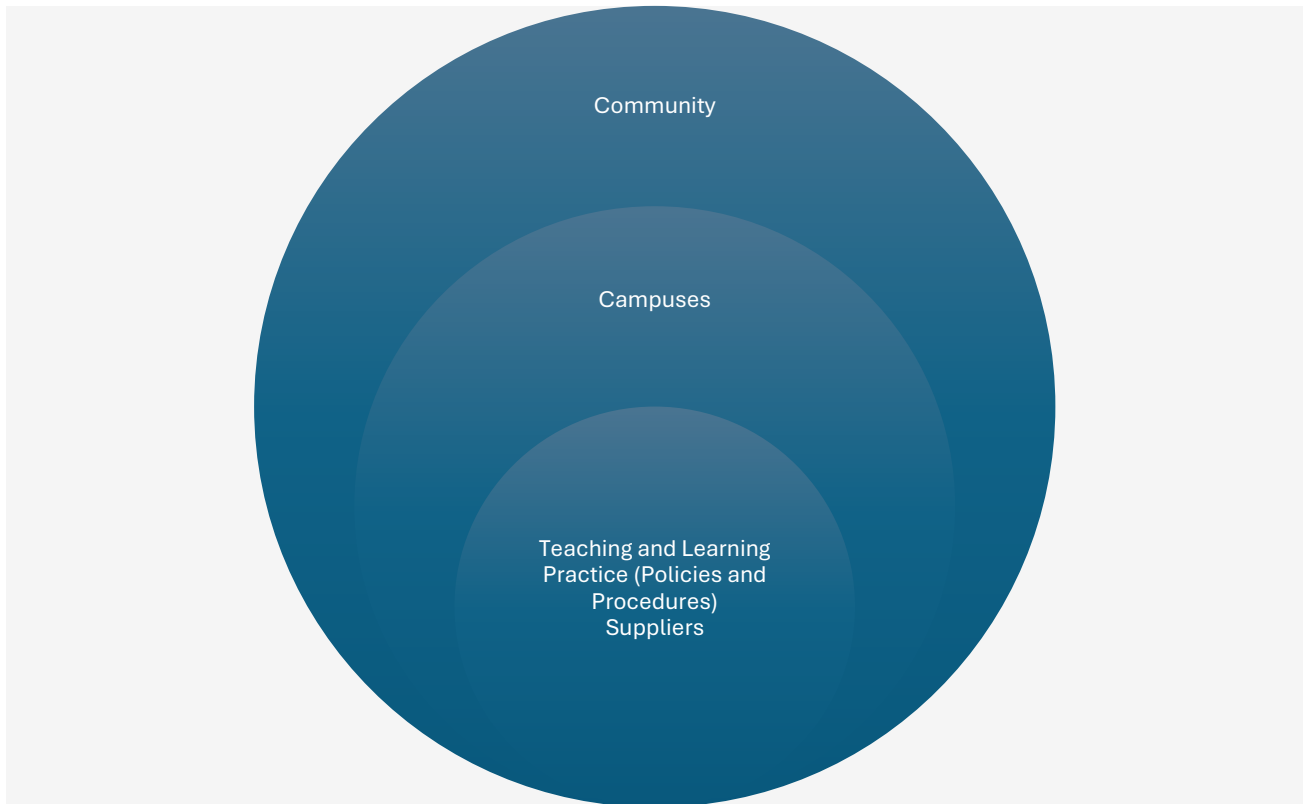 Community
Campuses
Teaching and Learning
Practice (Policies and
Procedures)
Suppliers